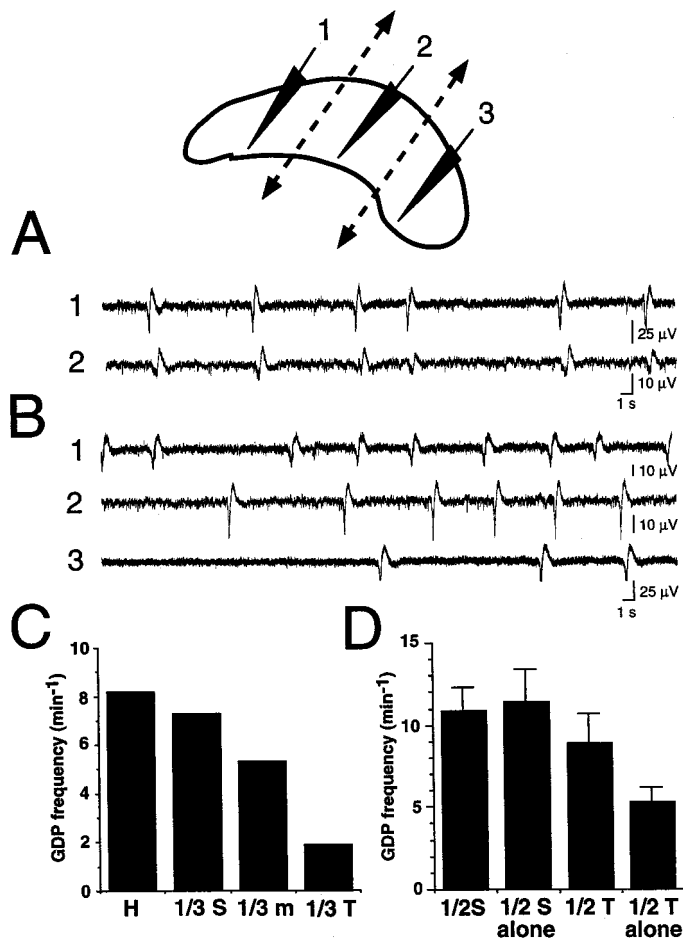 1
2
3
A
1
25 µV
2
10 µV
1 s
B
1
10 µV
2
10 µV
3
25 µV
1 s
C
GDP frequency (min-1)
10
8
6
4
2
0
H
1/3 S
1/3 m
1/3 T
D
GDP frequency (min-1)
15
10
5
0
1/2S
1/2 S alone
1/2 T
1/2 T alone